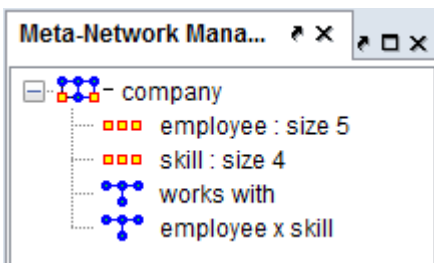 Meta-Network Mana...
company
employee : size 5
skill : size 4
works with
employee x skill